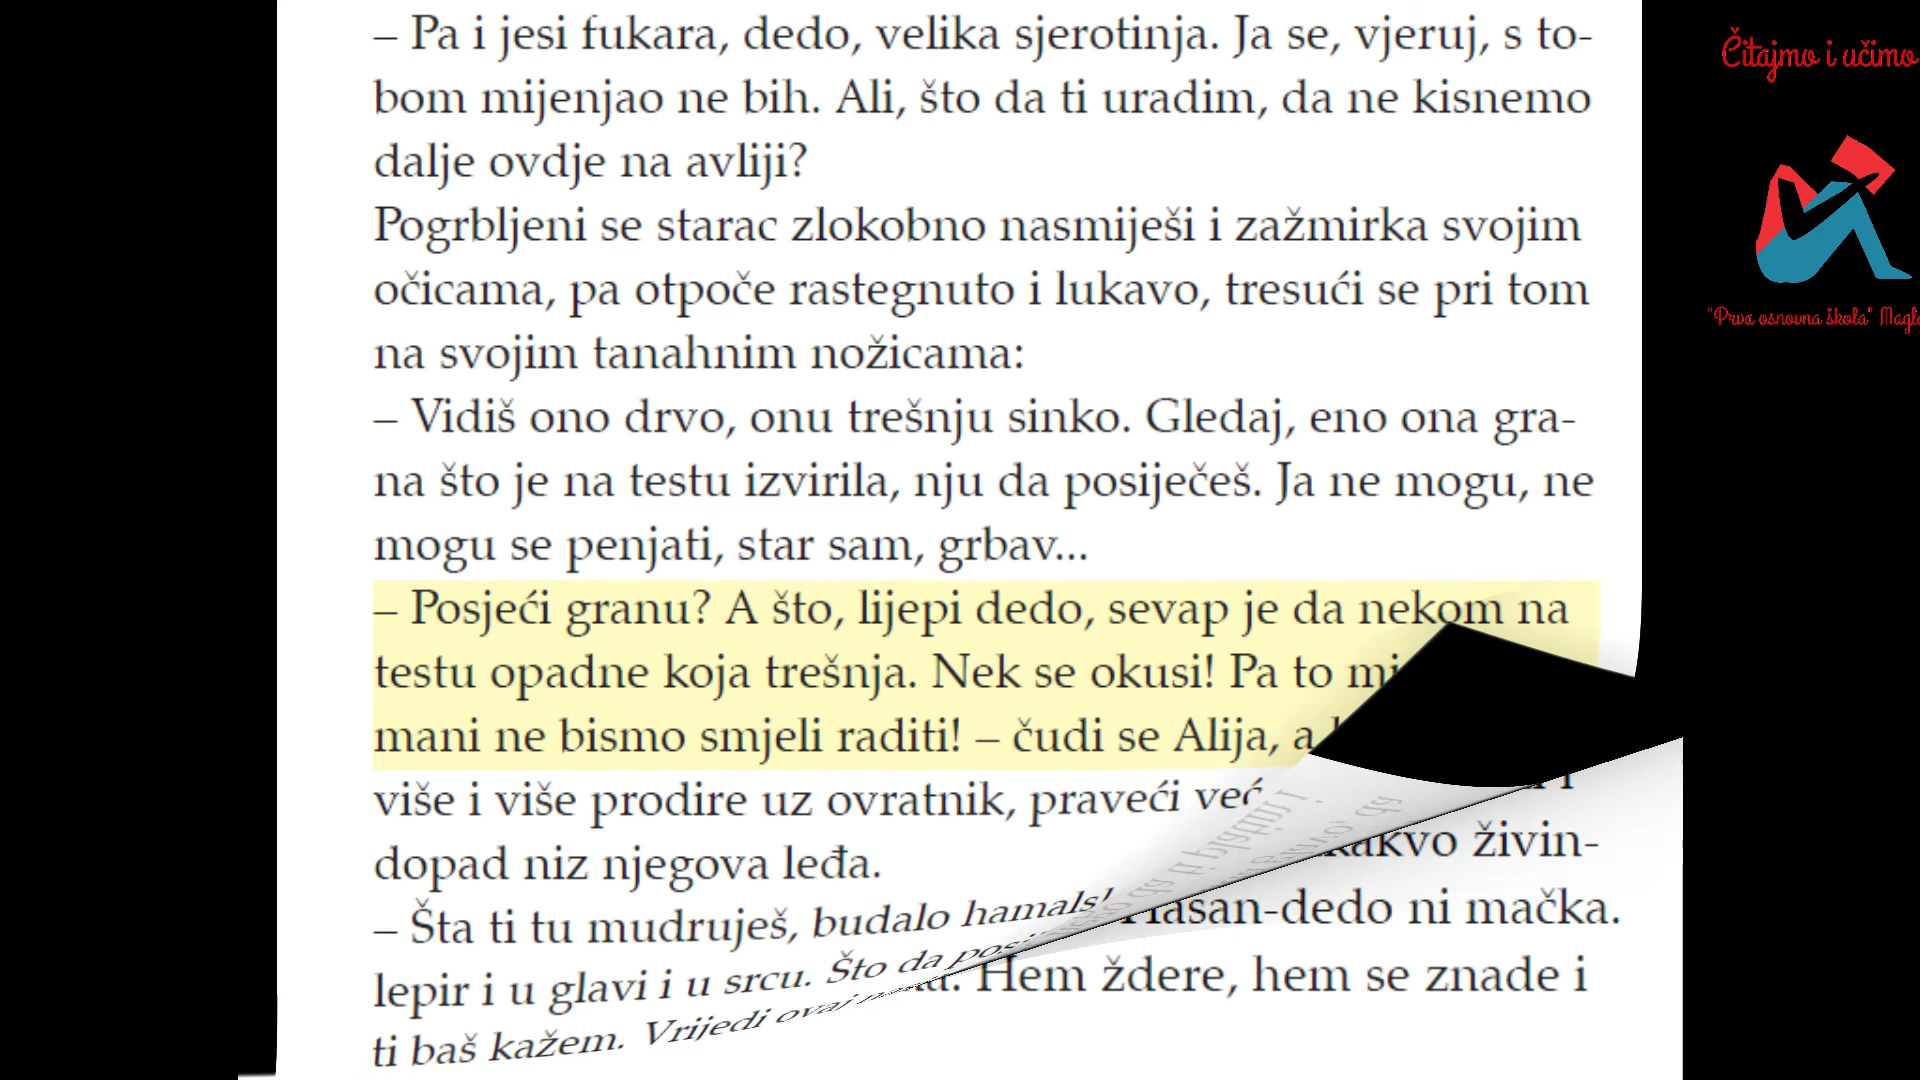 – Pa i jesi fukara, dedo, velika sjerotinja. Ja se, vjeruj, s to-
bom mijenjao ne bih. Ali, što da ti uradim, da ne kisnemo
dalje ovdje na avliji?
Pogrbljeni se starac zlokobno nasmiješi i zažmirka svojim
očicama, pa otpoče rastegnuto i lukavo, tresući se pri tom
na svojim tanahnim nožicama:
– Vidiš ono drvo, onu trešnju sinko. Gledaj, eno ona gra-
na što je na testu izvirila, nju da posiječeš. Ja ne mogu, ne
mogu se penjati, star sam, grbav...
– Posjeći granu? A što, lijepi dedo, sevap je da nekom na
testu opadne koja trešnja. Nek se okusi! Pa to
mani ne bismo smjeli raditi! – čudi se Alija, a
više i više prodire uz ovratnik, praveći već
dopad niz njegova leđa.
kakvo živin-
– Šta ti tu mudruješ, budalo hamals!
Hasan-dedo ni mačka.
lepir i u glavi i u srcu. Što da
Hem ždere, hem se znade i
ti baš kažem. Vrijedi ovaj
Čitajmo i učimo
"Prva osnovna škola" Magla